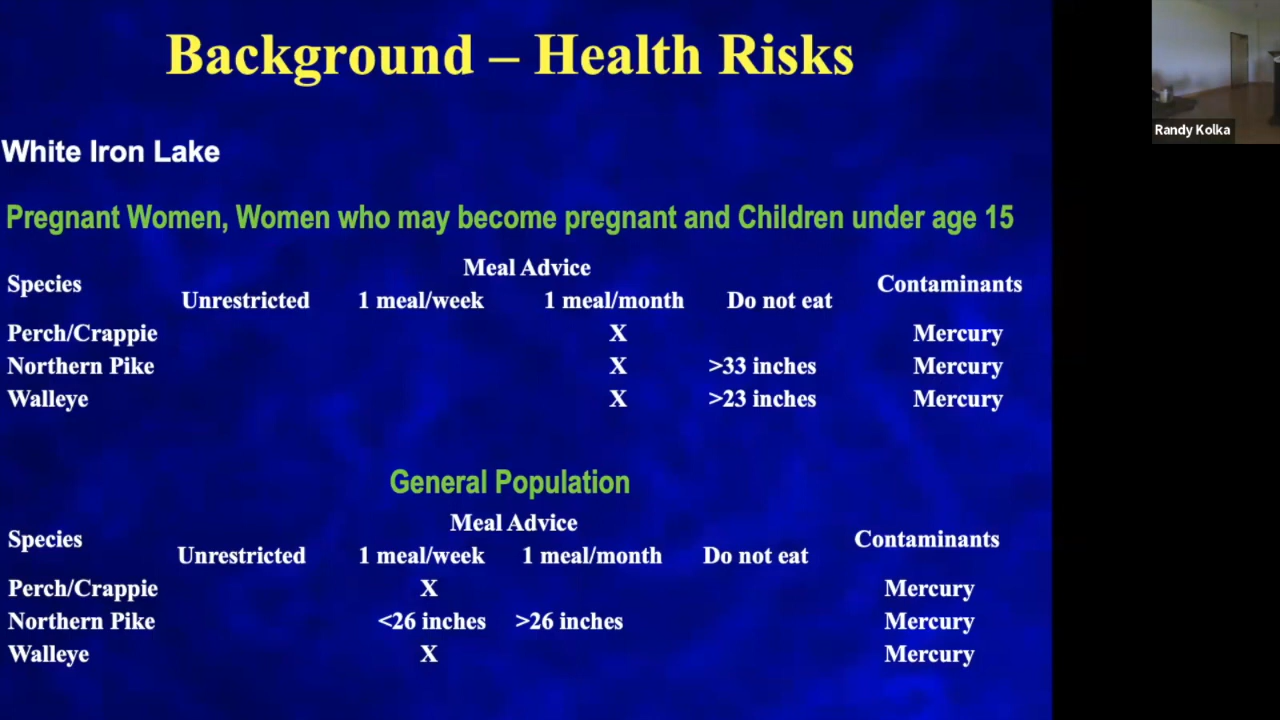 Background – Health Risks
Randy Kolka
White Iron Lake
Pregnant Women, Women who may become pregnant and Children under age 15
Meal Advice
Species Contaminants
Unrestricted 1 meal/week 1 meal/month Do not eat
Perch/Crappie X Mercury
Northern Pike X >33 inches Mercury
Walleye X >23 inches Mercury
General Population
Meal Advice
Species Contaminants
Unrestricted 1 meal/week 1 meal/month Do not eat
Perch/Crappie X Mercury
Northern Pike <26 inches >26 inches Mercury
Walleye X Mercury